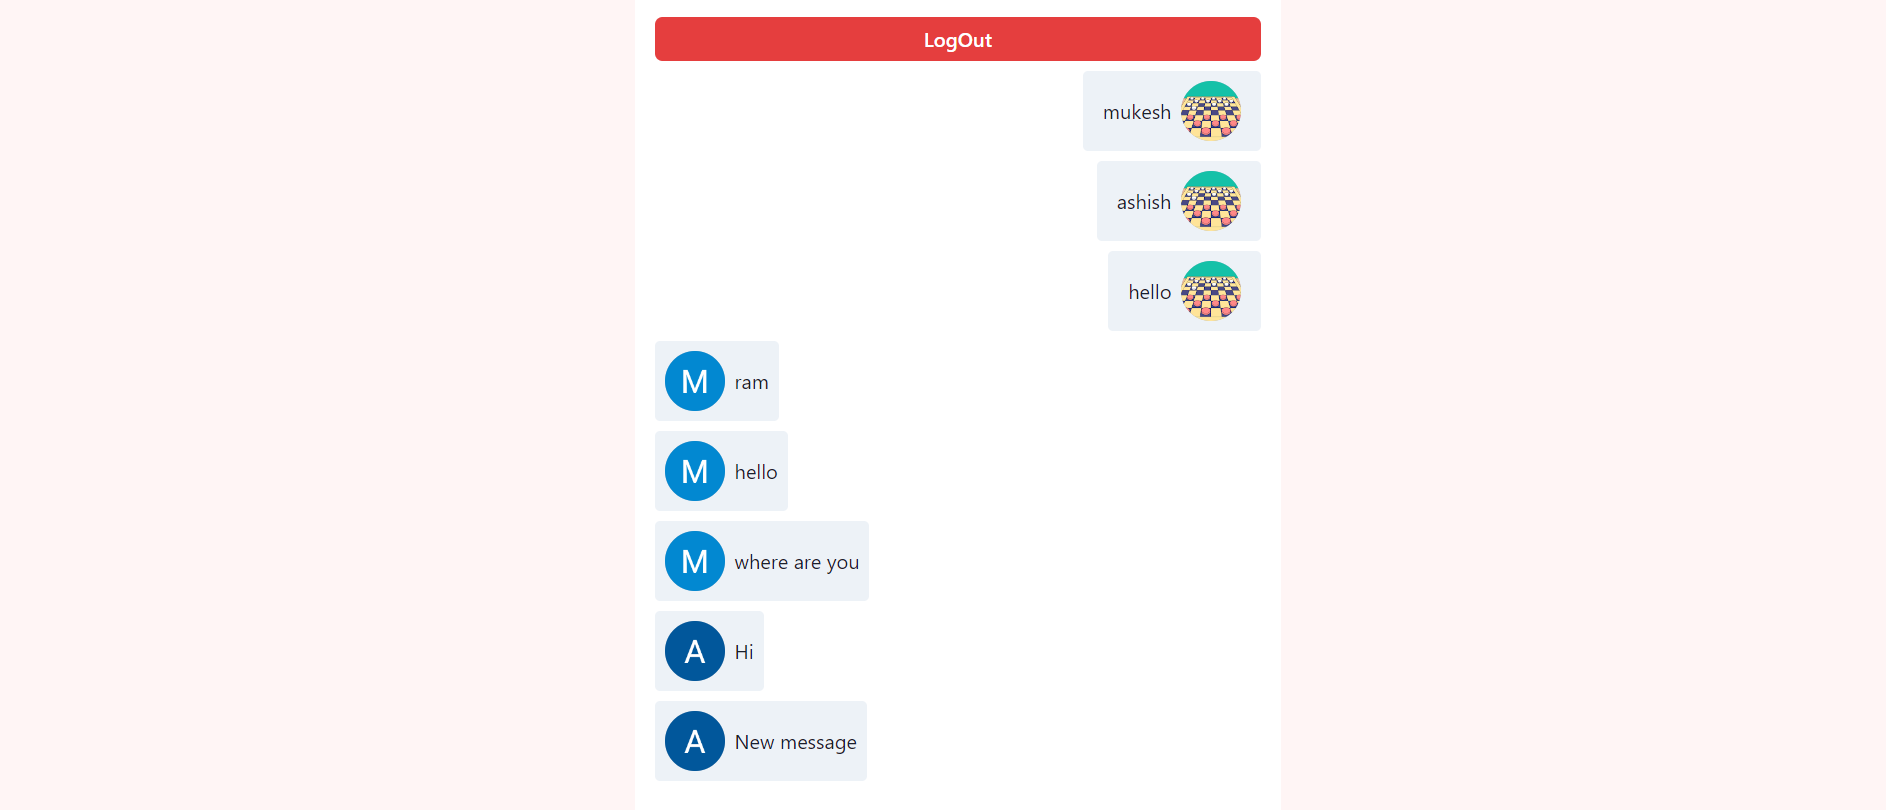 LogOut
mukesh
ashish
hello
M ram
M hello
M where are you
A Hi
A New message